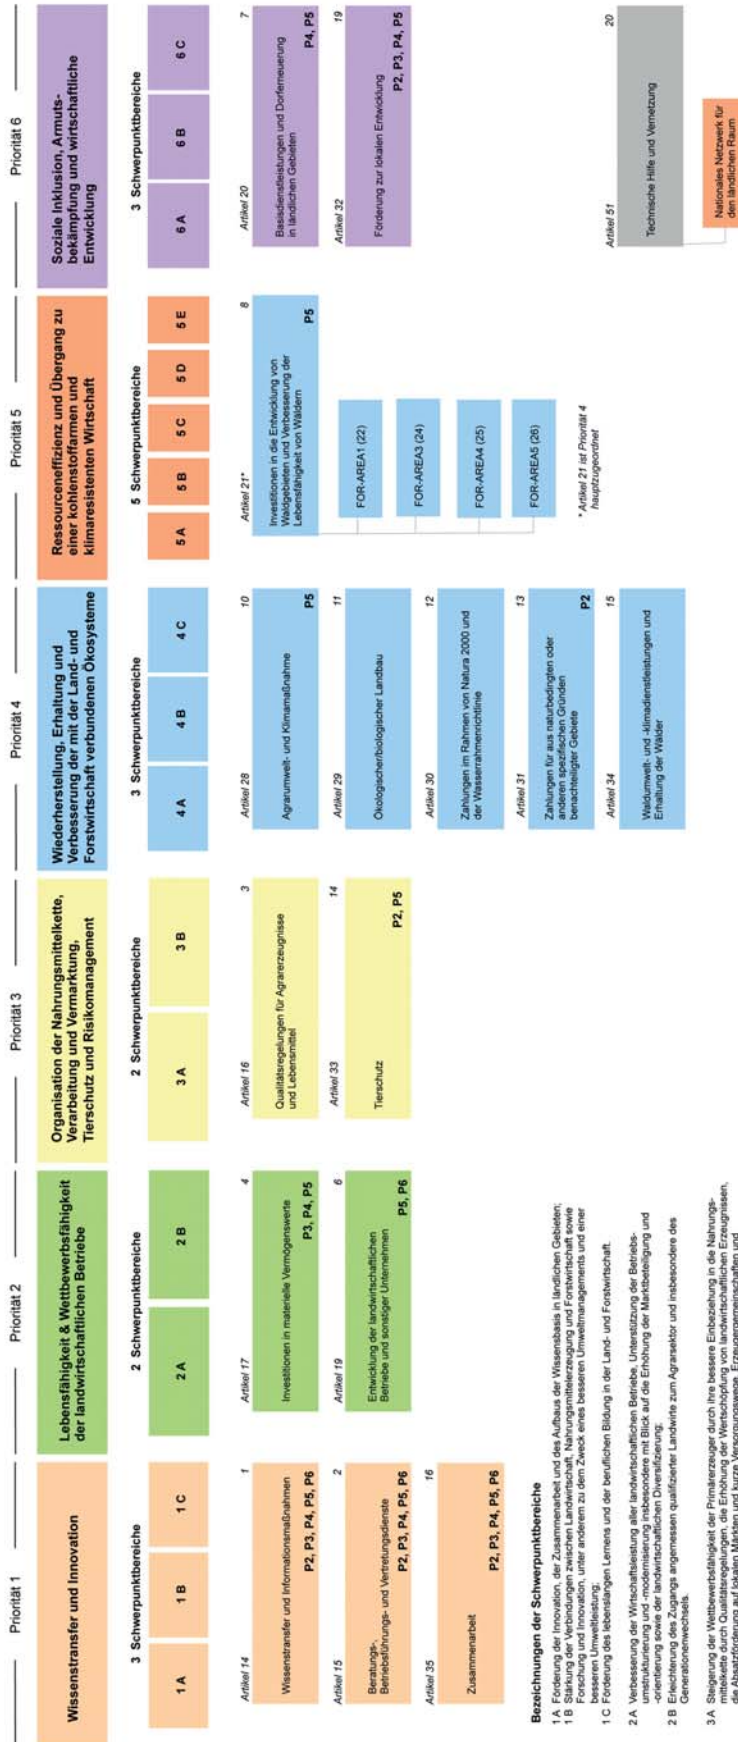 Priorität 1
Wissenstransfer und Innovation
3 Schwerpunktbereiche
1 A
1 B
1 C
Artikel 14
1
Wissenstransfer und Informationsmaßnahmen
P2, P3, P4, P5, P6
Artikel 15
2
Beratungs-,
Betriebsführungs- und Vertretungsdienste
P2, P3, P4, P5, P6
Artikel 35
16
Zusammenarbeit
P2, P3, P4, P5, P6
Priorität 2
Lebensfähigkeit & Wettbewerbsfähigkeit
der landwirtschaftlichen Betriebe
2 Schwerpunktbereiche
2 A
2 B
Artikel 17
4
Investitionen in materielle Vermögenswerte
P3, P4, P5
Artikel 19
6
Entwicklung der landwirtschaftlichen
Betriebe und sonstiger Unternehmen
P5, P6
Priorität 3
Organisation der Nahrungsmittelkette,
Verarbeitung und Vermarktung,
Tierschutz und Risikomanagement
2 Schwerpunktbereiche
3 A
3 B
Artikel 16
3
Qualitätsregelungen für Agrarerzeugnisse
und Lebensmittel
Artikel 33
14
Tierschutz
P2, P5
Priorität 4
Wiederherstellung, Erhaltung und
Verbesserung der mit der Land- und
Forstwirtschaft verbundenen Ökosysteme
3 Schwerpunktbereiche
4 A
4 B
4 C
Artikel 28
10
Agrarumwelt- und Klimamaßnahme
P5
Artikel 29
11
Ökologischer/biologischer Landbau
Artikel 30
12
Zahlungen im Rahmen von Natura 2000 und
der Wasserrahmenrichtlinie
Artikel 31
13
Zahlungen für aus naturbedingten oder
anderen spezifischen Gründen
benachteiligter Gebiete
P2
Artikel 34
15
Waldumwelt- und -klimadienstleistungen und
Erhaltung der Wälder
Priorität 5
Ressourceneffizienz und Übergang zu
einer kohlenstoffarmen und
klimaresistenten Wirtschaft
5 Schwerpunktbereiche
5 A
5 B
5 C
5 D
5 E
Artikel 21*
8
Investitionen in die Entwicklung von
Waldgebieten und Verbesserung der
Lebensfähigkeit von Wäldern
P5
FOR-AREA1 (22)
FOR-AREA3 (24)
FOR-AREA4 (25)
FOR-AREA5 (26)
* Artikel 21 ist Priorität 4
hauptzugeordnet
Priorität 6
Soziale Inklusion, Armuts-
bekämpfung und wirtschaftliche
Entwicklung
3 Schwerpunktbereiche
6 A
6 B
6 C
Artikel 20
7
Basisdienstleistungen und Dorferneuerung
in ländlichen Gebieten
P4, P5
Artikel 32
19
Förderung zur lokalen Entwicklung
P2, P3, P4, P5
Artikel 51
20
Technische Hilfe und Vernetzung
Nationales Netzwerk für
den ländlichen Raum
Bezeichnungen der Schwerpunktbereiche
1 A Förderung der Innovation, der Zusammenarbeit und des Aufbaus der Wissensbasis in ländlichen Gebieten;
1 B Stärkung der Verbindungen zwischen Landwirtschaft, Nahrungsmittelerzeugung und Forstwirtschaft sowie
Forschung und Innovation, unter anderem zu dem Zweck eines besseren Umweltmanagements und einer
besseren Umweltleistung;
1 C Förderung des lebenslangen Lernens und der beruflichen Bildung in der Land- und Forstwirtschaft.
2 A Verbesserung der Wirtschaftsleistung aller landwirtschaftlichen Betriebe, Unterstützung der Betriebs-
umstrukturierung und -modernisierung insbesondere mit Blick auf die Erhöhung der Marktbeteiligung und
-orientierung sowie der landwirtschaftlichen Diversifizierung;
2 B Erleichterung des Zugangs angemessen qualifizierter Landwirte zum Agrarsektor und insbesondere des
Generationenwechsels.
3 A Steigerung der Wettbewerbsfähigkeit der Primärerzeuger durch ihre bessere Einbeziehung in die Nahrungs-
mittelkette durch Qualitätsregelungen, die Erhöhung der Wertschöpfung von landwirtschaftlichen Erzeugnissen,
die Absatzförderung auf lokalen Märkten und kurze Versorgungswege, Erzeugergemeinschaften und